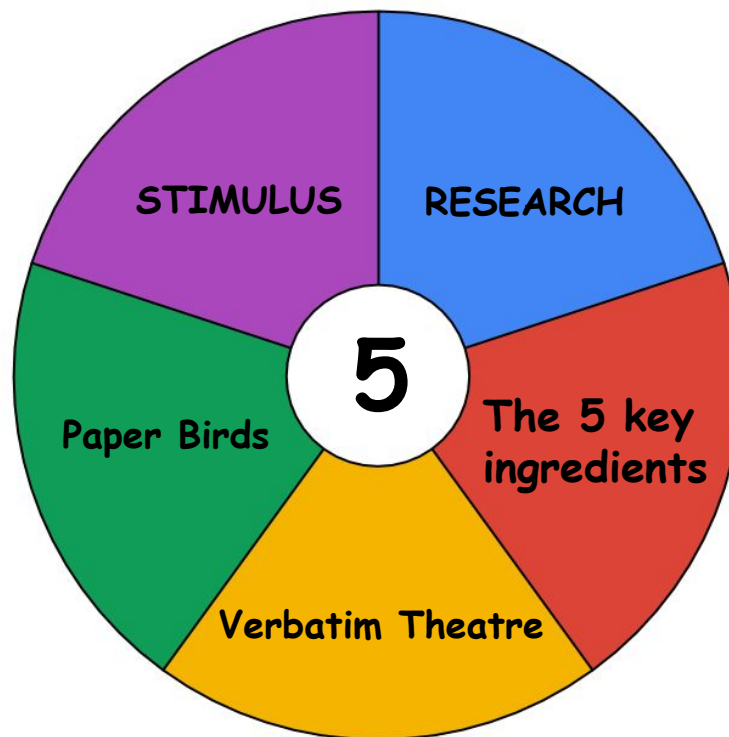 STIMULUS
RESEARCH
5
The 5 key
ingredients
Paper Birds
Verbatim Theatre